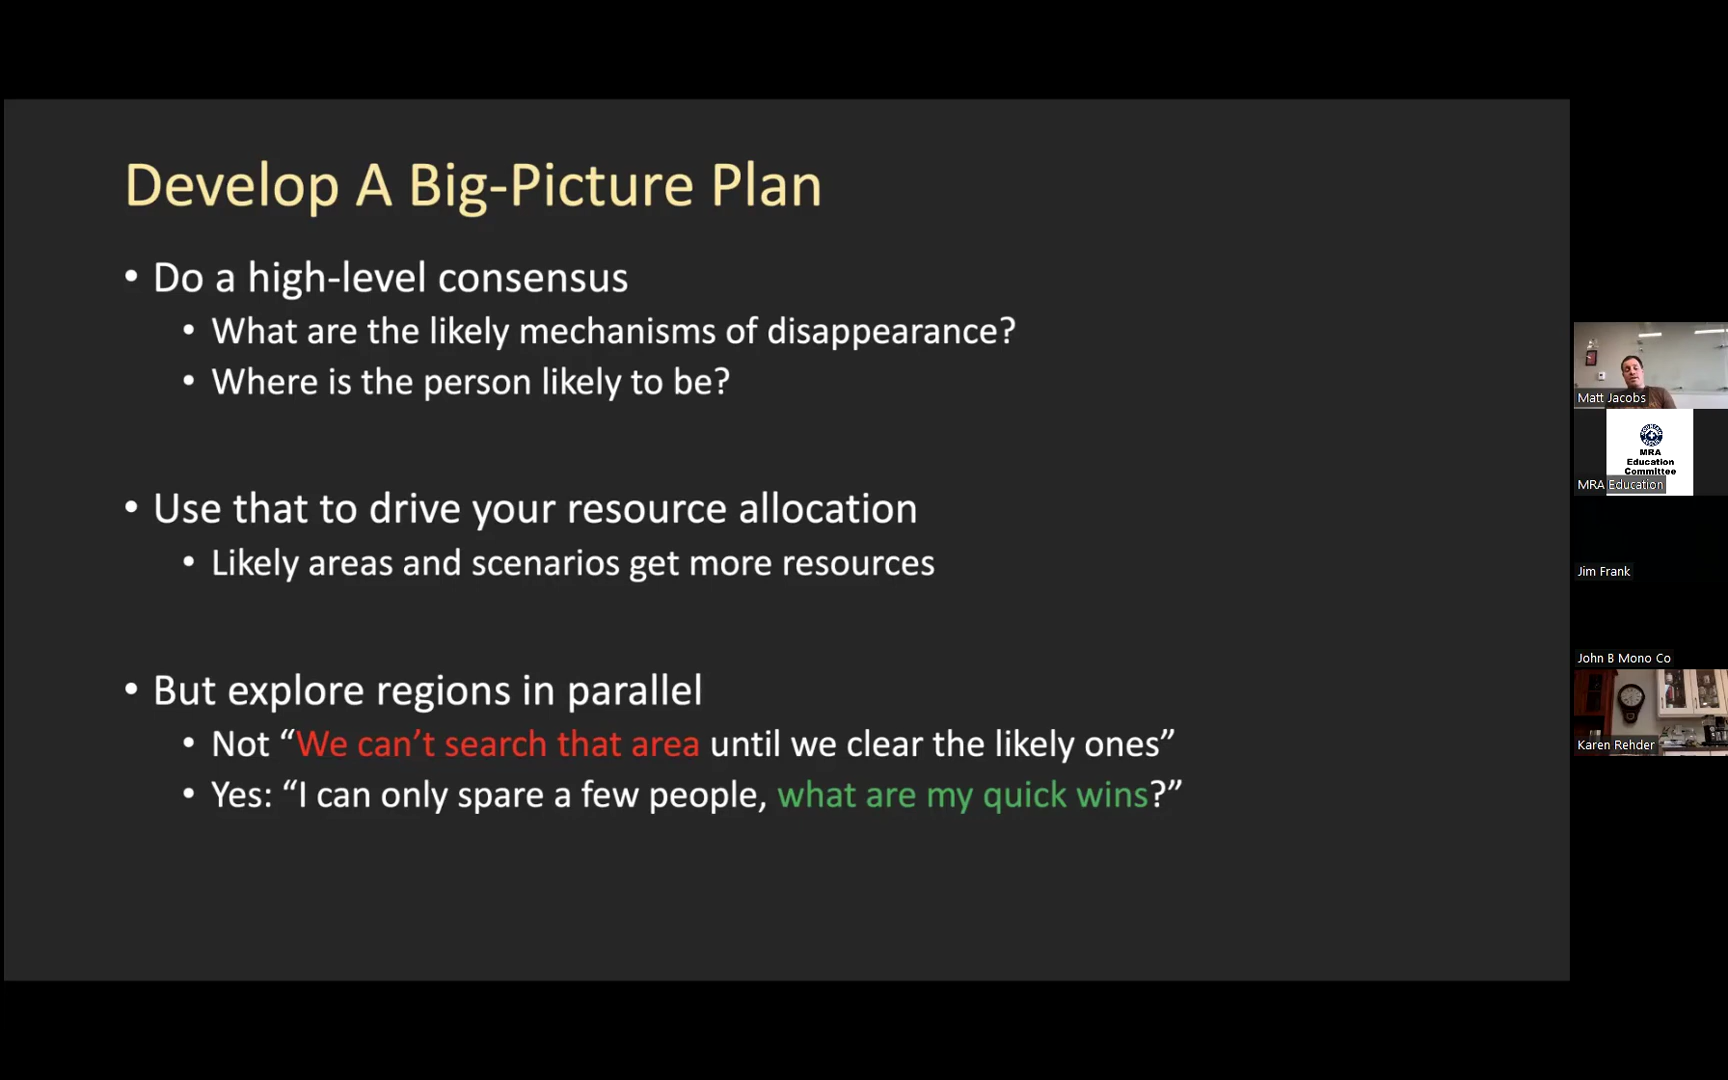 Develop A Big-Picture Plan
• Do a high-level consensus
• What are the likely mechanisms of disappearance?
• Where is the person likely to be?
• Use that to drive your resource allocation
• Likely areas and scenarios get more resources
• But explore regions in parallel
• Not “We can’t search that area until we clear the likely ones”
• Yes: “I can only spare a few people, what are my quick wins?”
Matt Jacobs
MRA
Education
Committee
MRA Education
Jim Frank
John B Mono Co
Karen Rehder